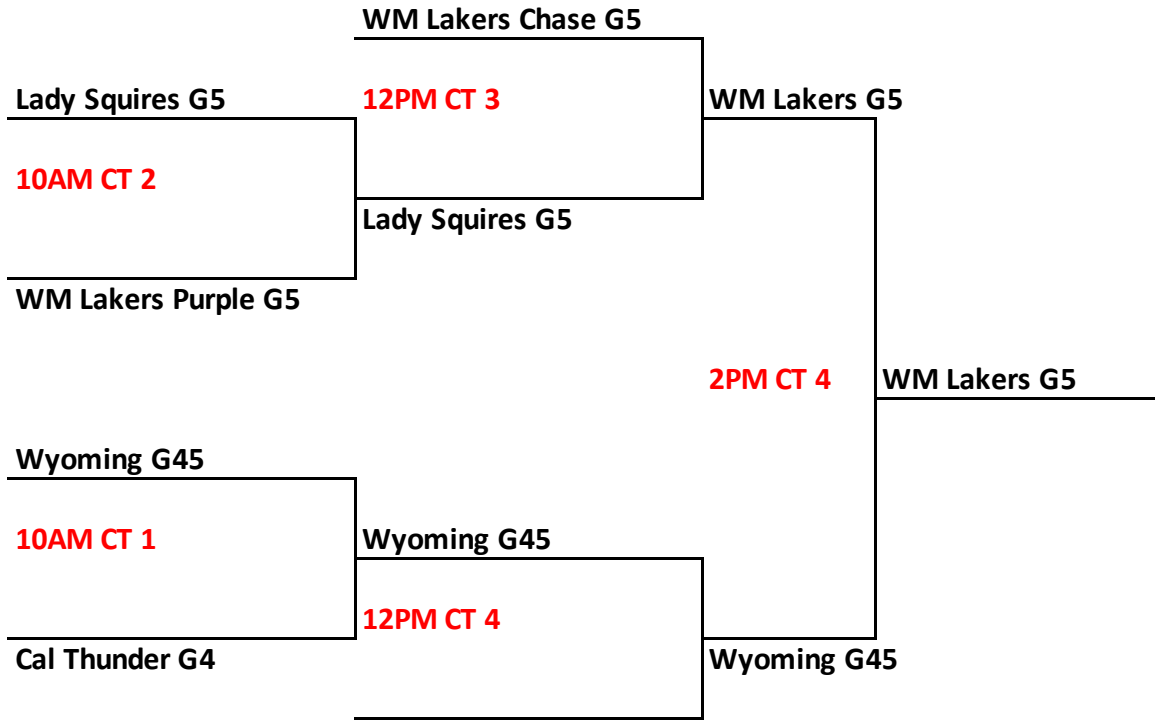 WM Lakers Chase G5
Lady Squires G5
12PM CT 3
WM Lakers G5
10AM CT 2
Lady Squires G5
WM Lakers Purple G5
2PM CT 4
WM Lakers G5
Wyoming G45
10AM CT 1
Wyoming G45
12PM CT 4
Cal Thunder G4
Wyoming G45